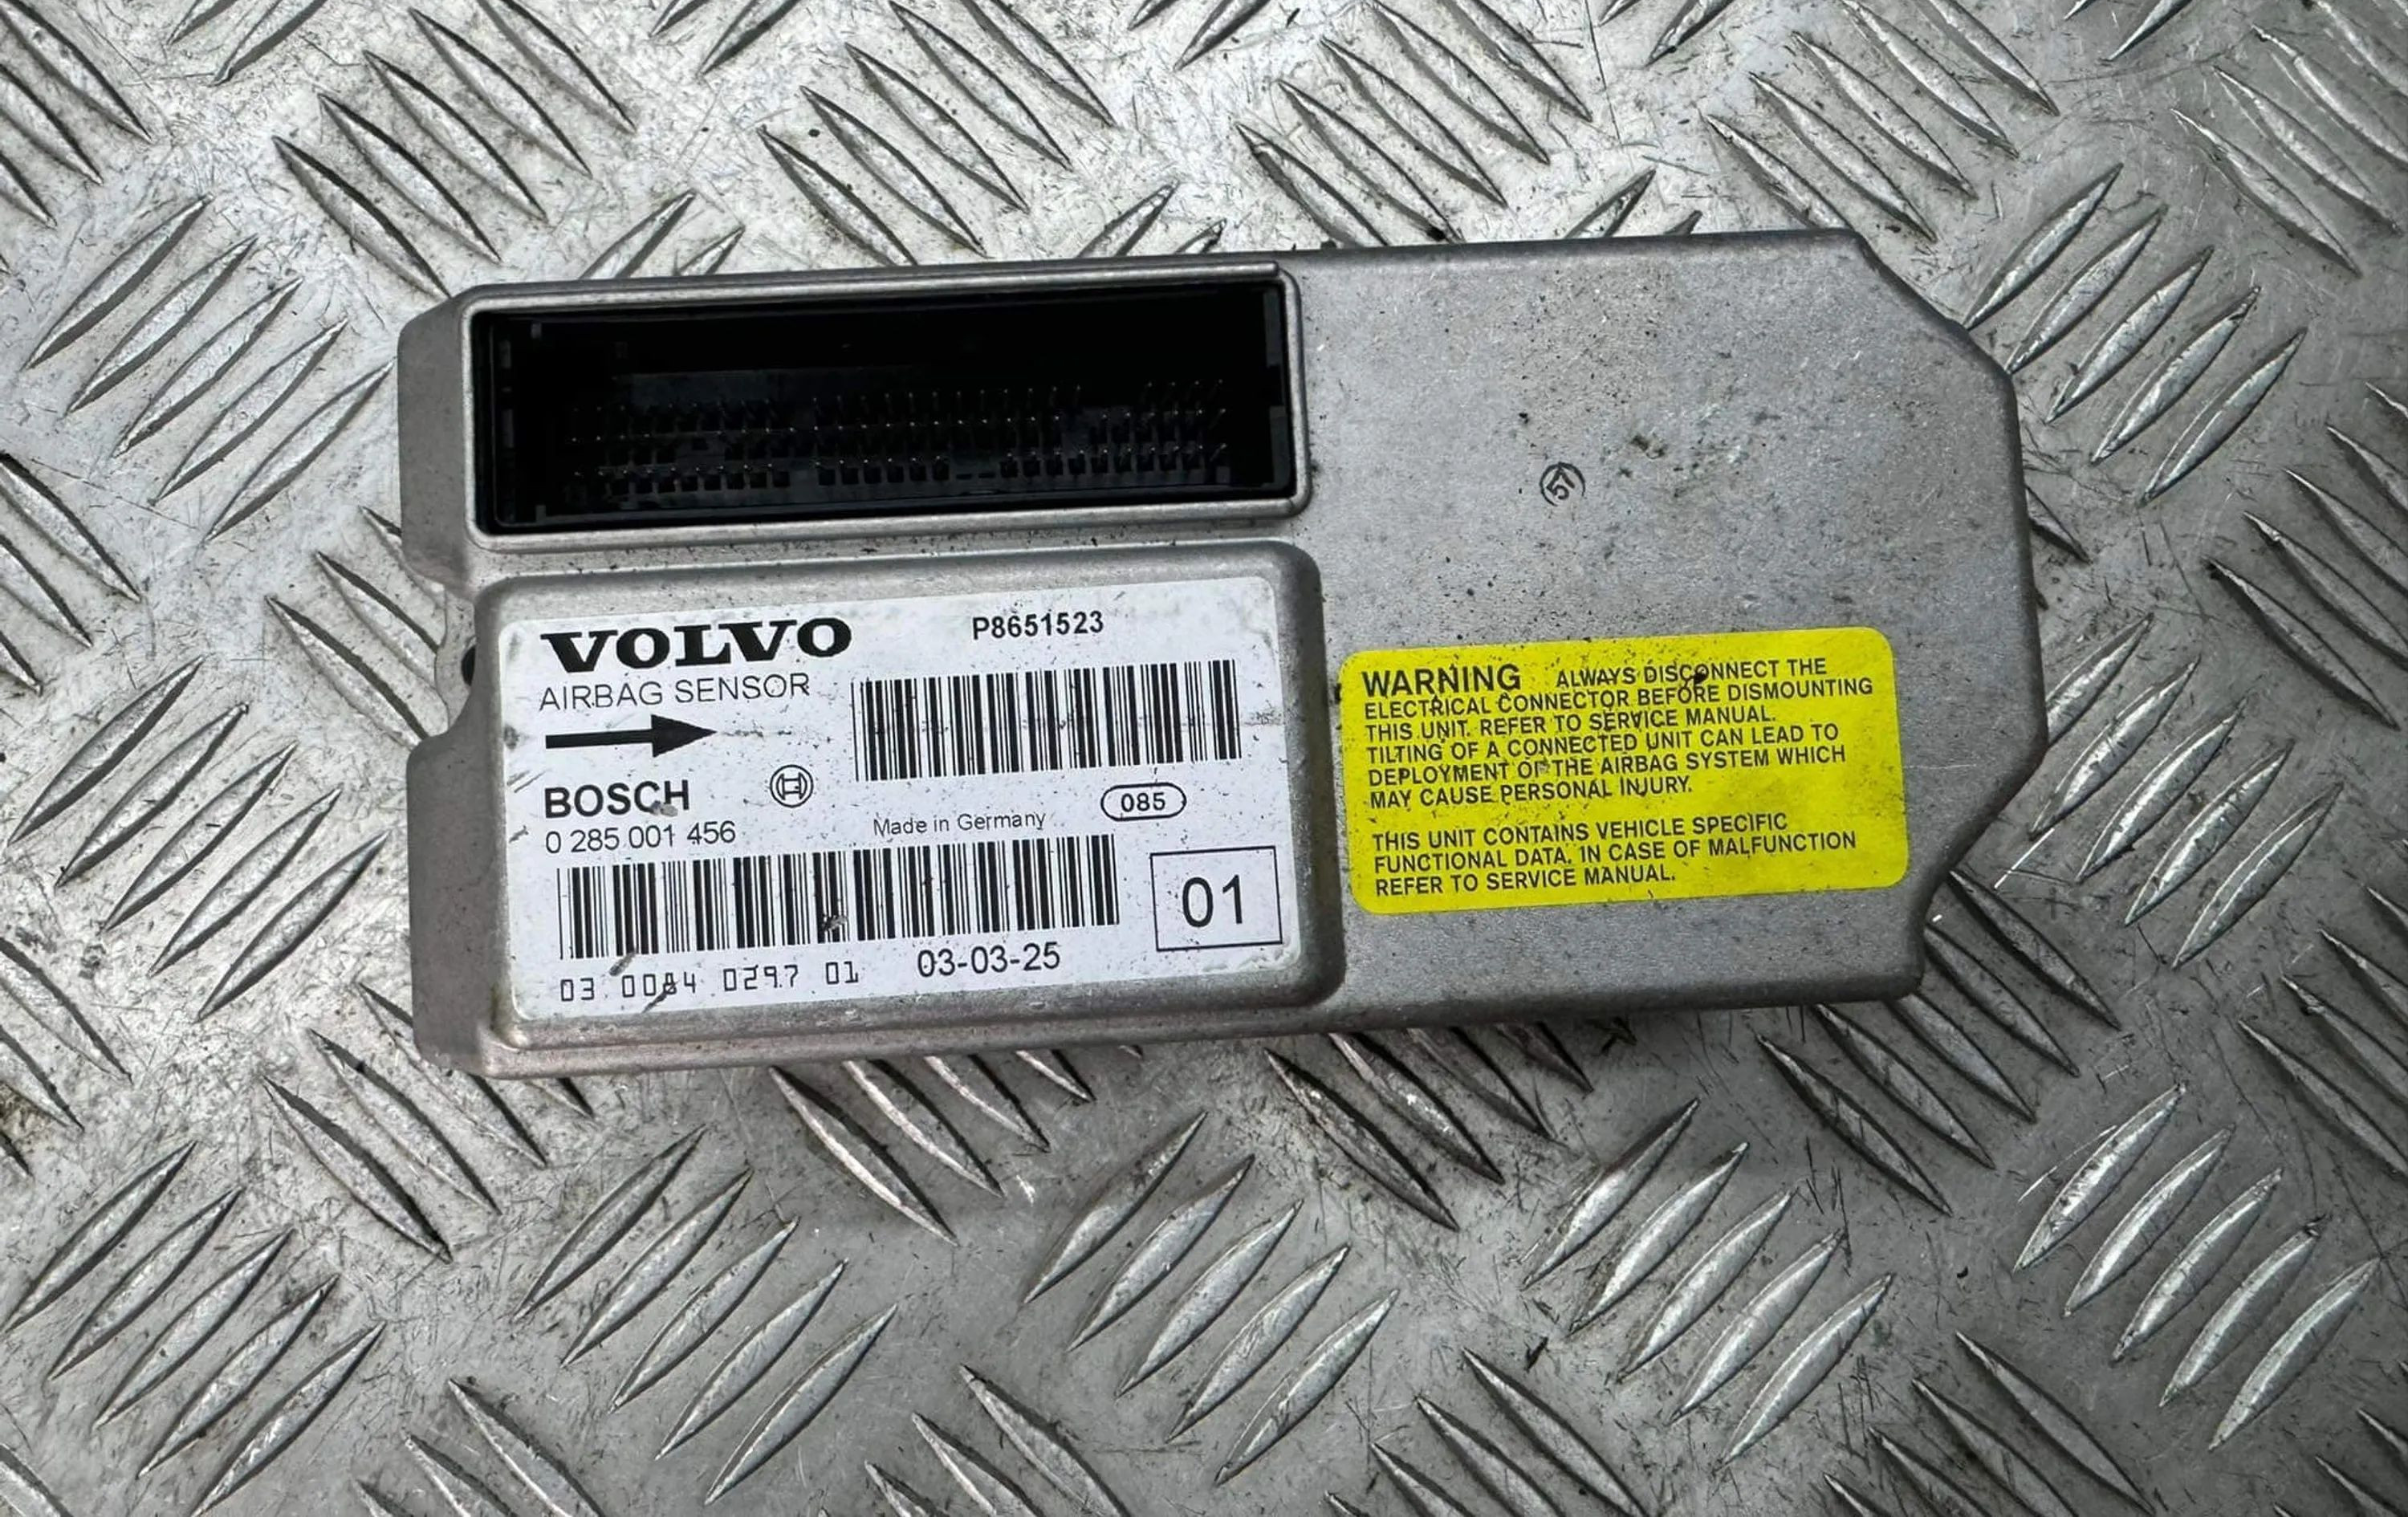 57
VOLVO
P8651523
AIRBAG SENSOR
BOSCH
085
0 285 001 456
Made in Germany
01
03 0084 0297 01
03-03-25
WARNING ALWAYS DISCONNECT THE
ELECTRICAL CONNECTOR BEFORE DISMOUNTING
THIS UNIT. REFER TO SERVICE MANUAL.
TILTING OF A CONNECTED UNIT CAN LEAD TO
DEPLOYMENT OF THE AIRBAG SYSTEM WHICH
MAY CAUSE PERSONAL INJURY.
THIS UNIT CONTAINS VEHICLE SPECIFIC
FUNCTIONAL DATA. IN CASE OF MALFUNCTION
REFER TO SERVICE MANUAL.